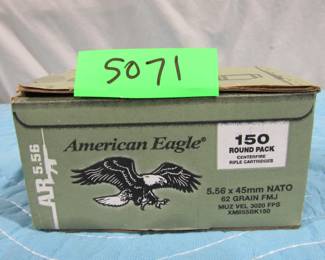 5071
American Eagle®
150
ROUND PACK
CENTERFIRE
RIFLE CARTRIDGES
AR 5.56
5.56 x 45mm NATO
62 GRAIN FMJ
MUZ VEL 3020 FPS
XM855BK150